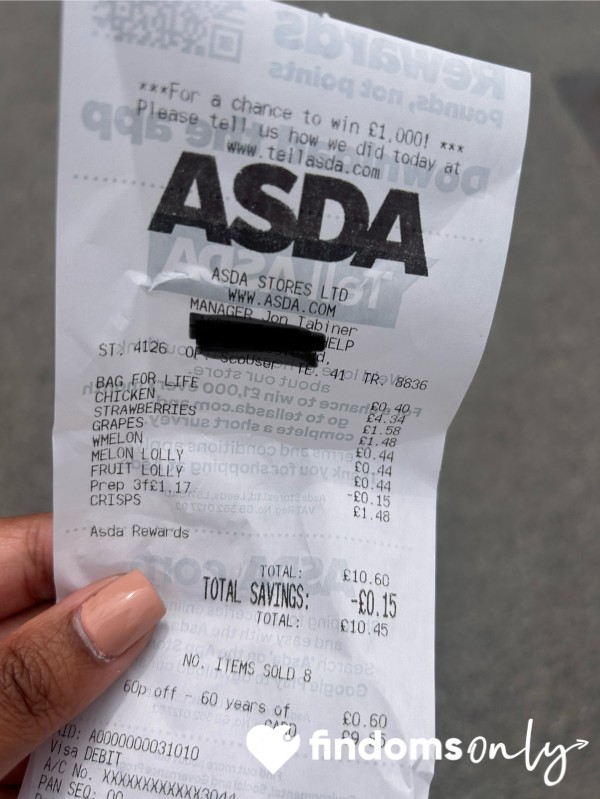 ***For a chance to win £1,000! ***
Please tell us how we did today at
www.tellasda.com
ASDA
ASDA STORES LTD
WWW.ASDA.COM
MANAGER Jon Tabiner
HELP
ST. 4126 TE. 41 TR. 8836
BAG FOR LIFE £0.40
CHICKEN £4.34
STRAWBERRIES £1.58
GRAPES £1.48
WMELON £0.44
MELON LOLLY £0.44
FRUIT LOLLY £0.44
Prep 3f£1.17 -£0.15
CRISPS £1.48
Asda Rewards
TOTAL: £10.60
TOTAL SAVINGS: -£0.15
TOTAL: £10.45
NO. ITEMS SOLD 8
60p off - 60 years of £0.60
CARD
AID: A0000000031010
Visa DEBIT
A/C No. XXXXXXXXXXXX3044
PAN SEQ: 00
findomsonly